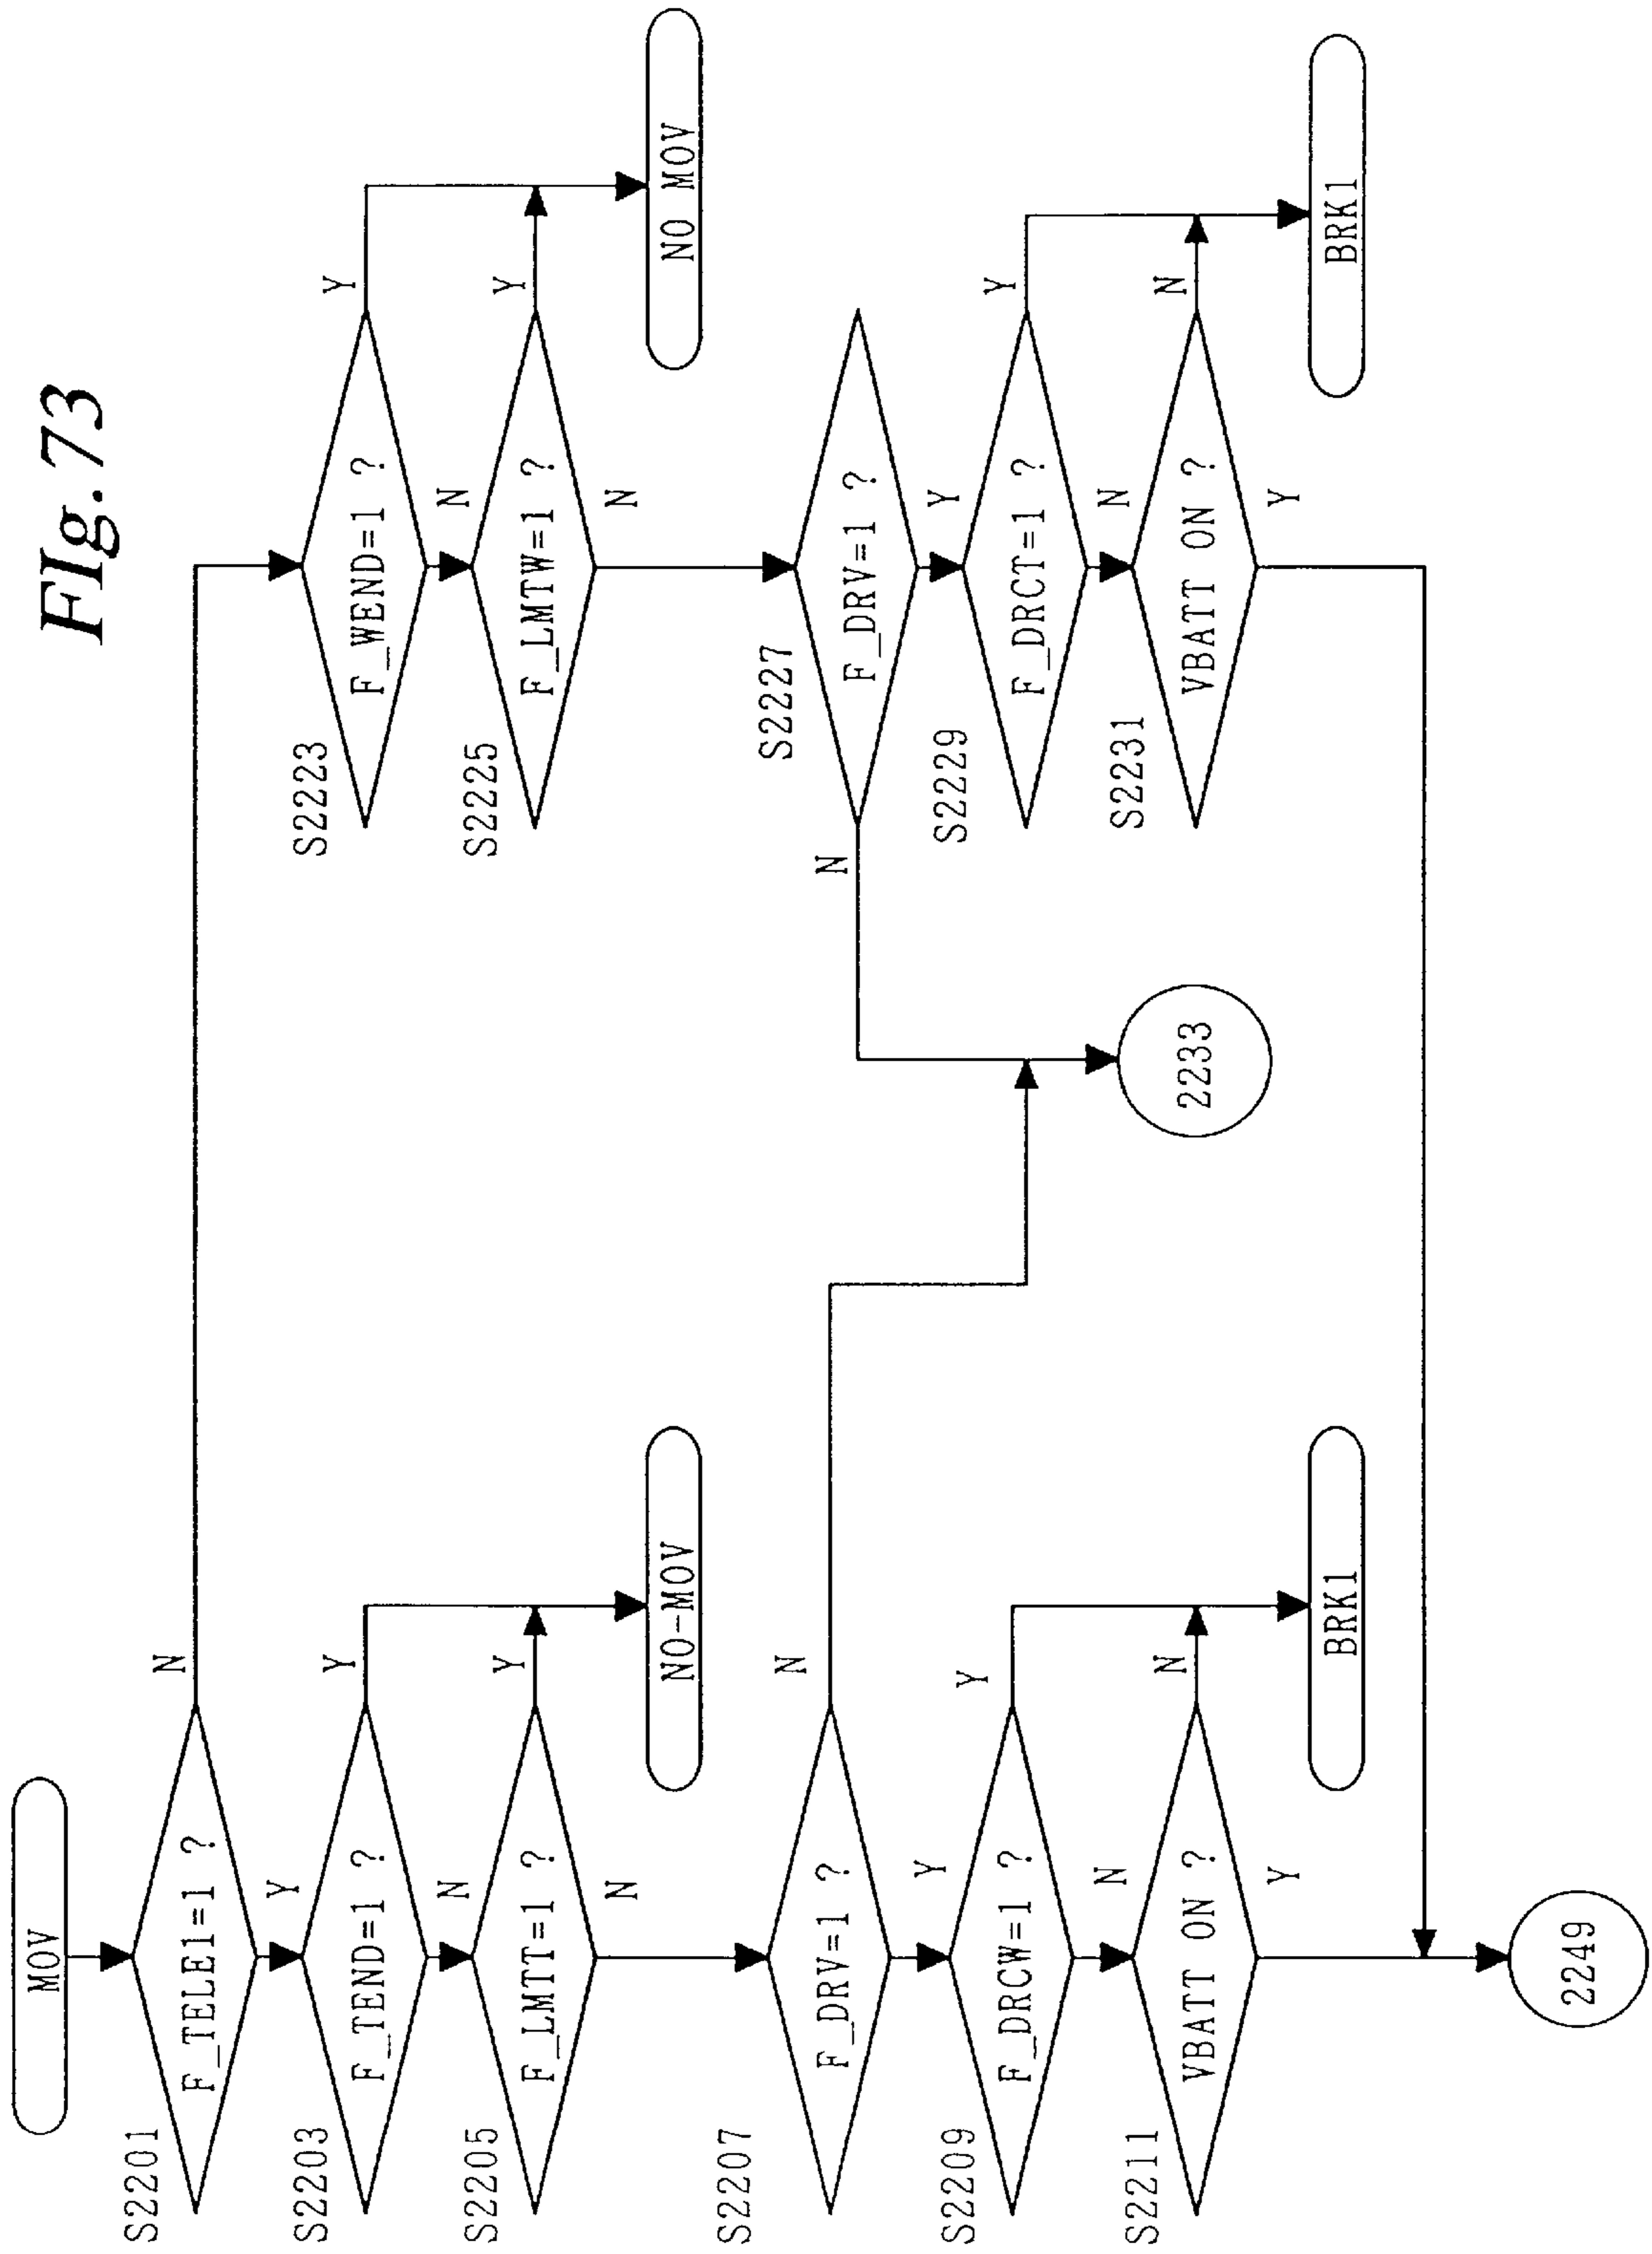 FIg. 73
MOV
S2201
F_TELE1=1 ?
N
Y
S2203
F_TEND=1 ?
Y
N
S2205
F_LMTT=1 ?
Y
N
NO-MOV
S2207
F_DRV=1 ?
N
Y
S2209
F_DRCW=1 ?
Y
N
S2211
VBATT ON ?
N
Y
BRK1
2249
S2223
F_WEND=1 ?
Y
N
S2225
F_LMTW=1 ?
Y
N
NO MOV
S2227
F_DRV=1 ?
N
Y
2233
S2229
F_DRCT=1 ?
Y
N
S2231
VBATT ON ?
N
Y
BRK1